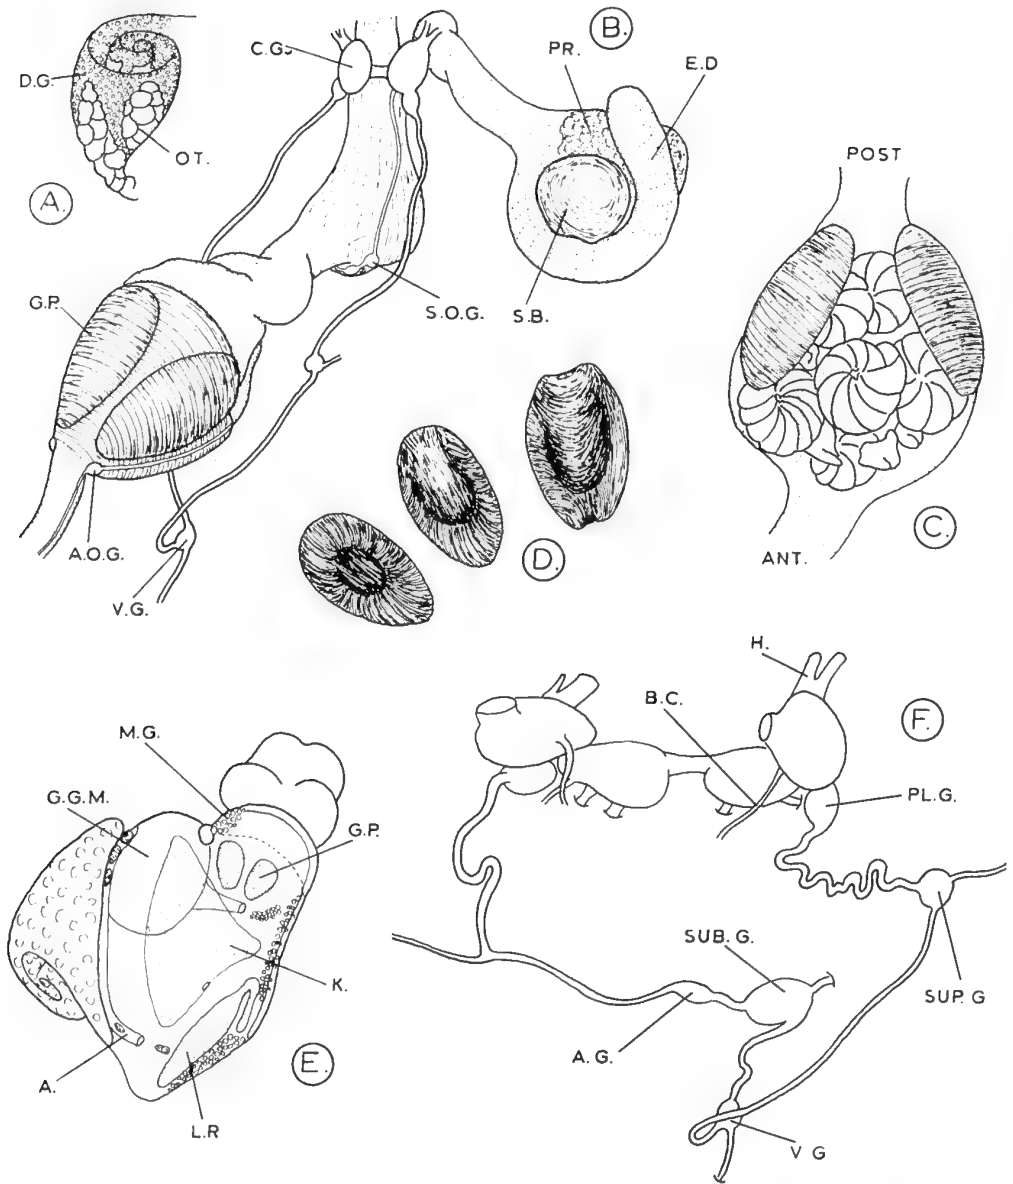 D.G.
OT.
A.
C.G.
B.
PR.
E.D
G.P.
S.O.G.
S.B.
POST
C.
ANT.
D.
A.O.G.
V.G.
H.
B.C.
F.
M.G.
G.G.M.
G.P.
PL.G.
K.
SUB. G.
SUP. G
E.
A. G.
A.
L.R
V G